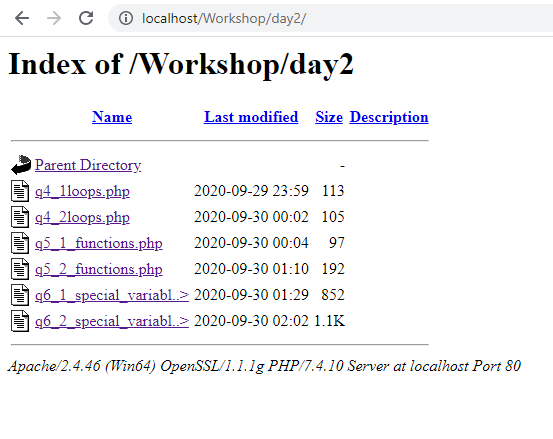 localhost/Workshop/day2/
Index of /Workshop/day2
Name Last modified Size Description
Parent Directory -
q4_1loops.php 2020-09-29 23:59 113
q4_2loops.php 2020-09-30 00:02 105
q5_1_functions.php 2020-09-30 00:04 97
q5_2_functions.php 2020-09-30 01:10 192
q6_1_special_variabl..> 2020-09-30 01:29 852
q6_2_special_variabl..> 2020-09-30 02:02 1.1K
Apache/2.4.46 (Win64) OpenSSL/1.1.1g PHP/7.4.10 Server at localhost Port 80